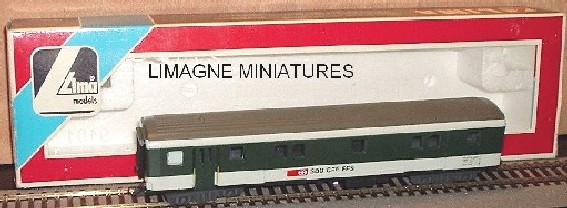 Lima
models
LIMAGNE MINIATURES
SBB CFF FFS